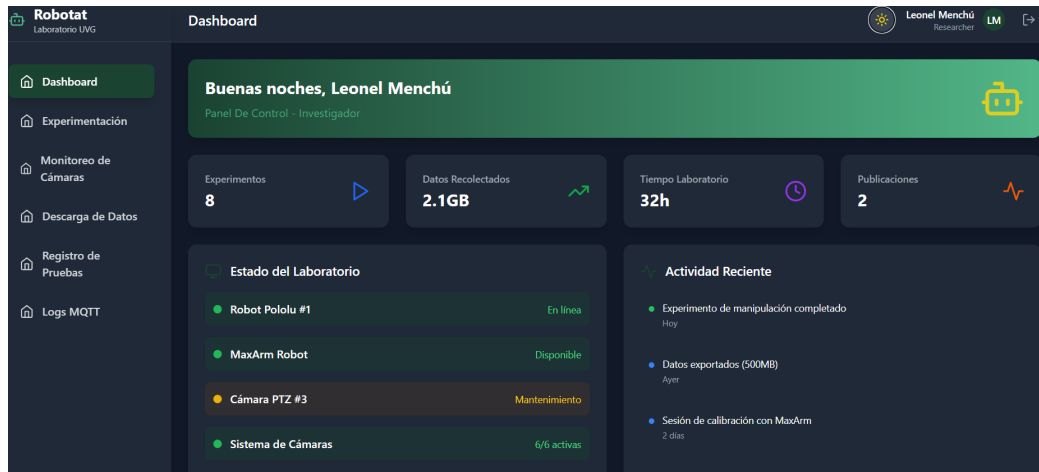 Robotat
Laboratorio UVG
Dashboard
Experimentación
Monitoreo de
Cámaras
Descarga de Datos
Registro de
Pruebas
Logs MQTT
Dashboard
Leonel Menchú
Researcher
LM
Buenas noches, Leonel Menchú
Panel De Control - Investigador
Experimentos
8
Datos Recolectados
2.1GB
Tiempo Laboratorio
32h
Publicaciones
2
Estado del Laboratorio
Robot Pololu #1 En línea
MaxArm Robot Disponible
Cámara PTZ #3 Mantenimiento
Sistema de Cámaras 6/6 activas
Actividad Reciente
Experimento de manipulación completado
Hoy
Datos exportados (500MB)
Ayer
Sesión de calibración con MaxArm
2 días